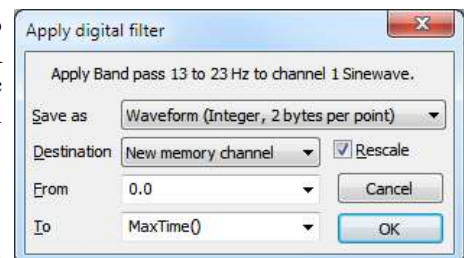 Apply digital filter
Apply Band pass 13 to 23 Hz to channel 1 Sinewave.
Save as Waveform (Integer, 2 bytes per point)
Destination New memory channel Rescale
From 0.0 Cancel
To MaxTime() OK